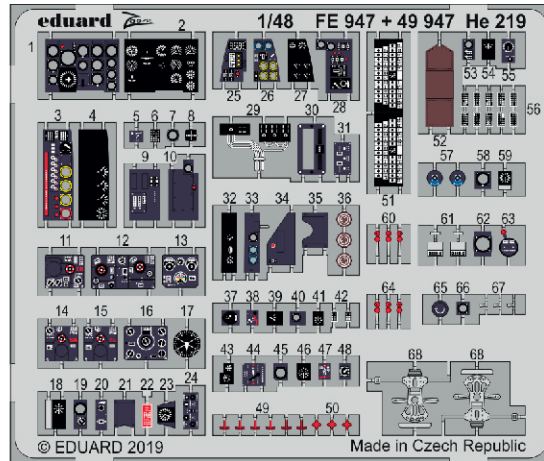 eduard Zoom 1/48 FE 947 + 49 947 He 219
1 2 25 26 27 28 51 52 53 54 55
56
3 4 5 6 7 8 29 30 31
9 10 57 58 59
32 33 34 35 36 60 61 62 63
11 12 13
37 38 39 40 41 42 64 65 66 67
14 15 16 17
43 44 45 46 47 48 68 68
18 19 20 21 22 23 24
49 50
© EDUARD 2019 Made in Czech Republic